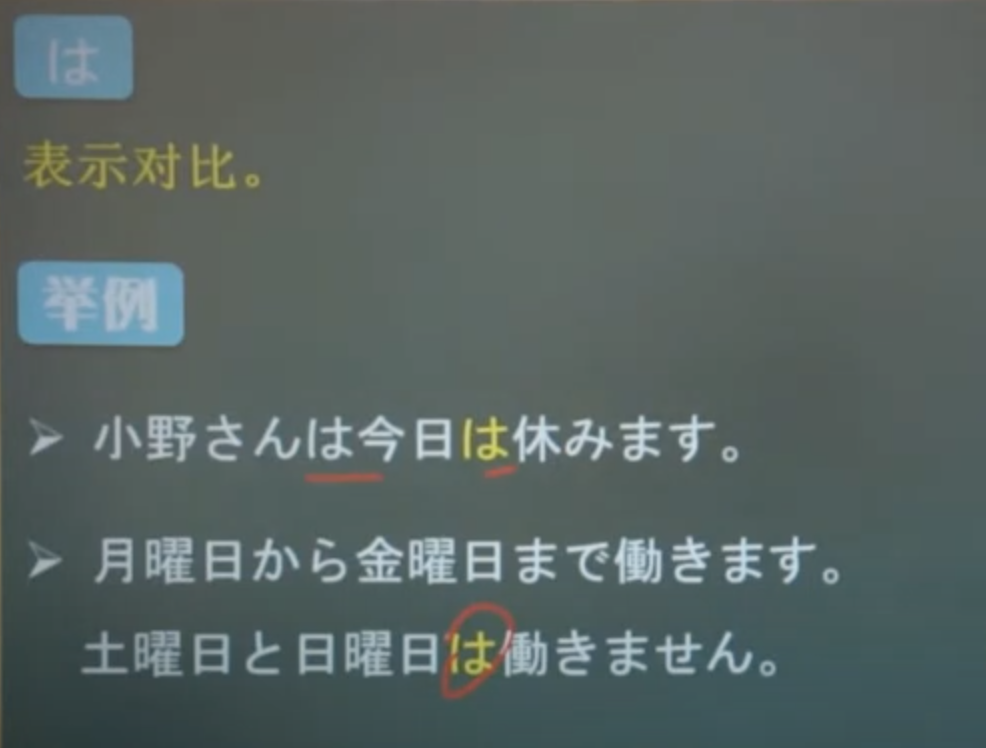 は
表示对比。
举例
➢ 小野さんは今日は休みます。
➢ 月曜日から金曜日まで働きます。
土曜日と日曜日は働きません。